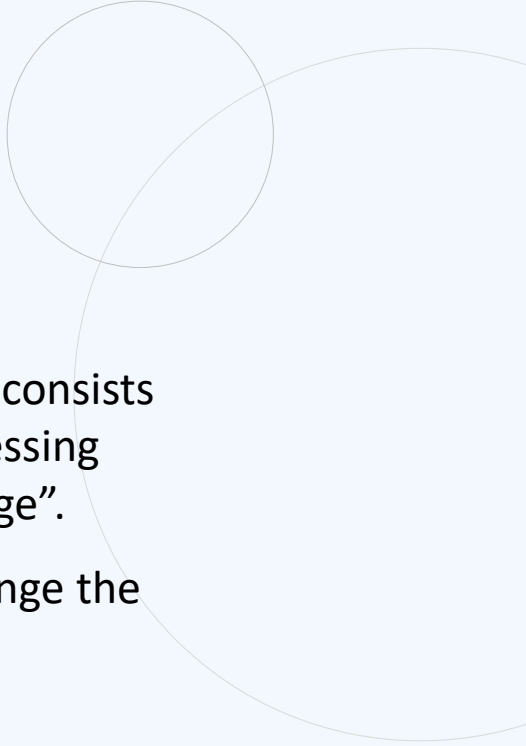 consists
essing
ge”.
nge the